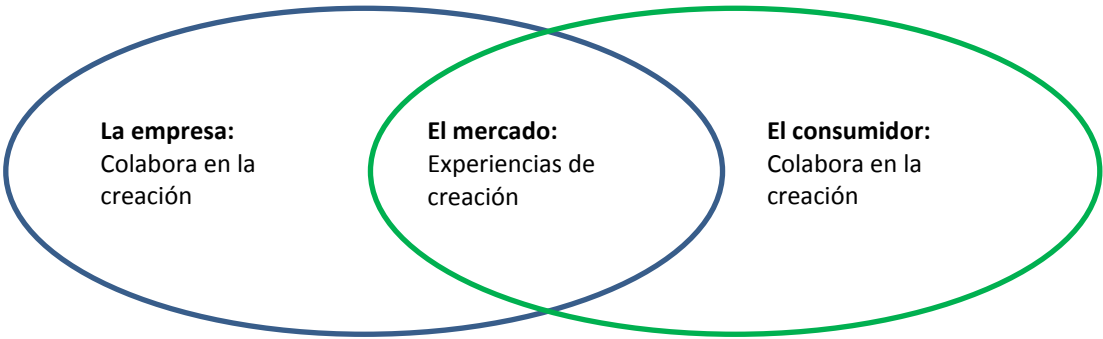 La empresa:
Colabora en la
creación
El mercado:
Experiencias de
creación
El consumidor:
Colabora en la
creación